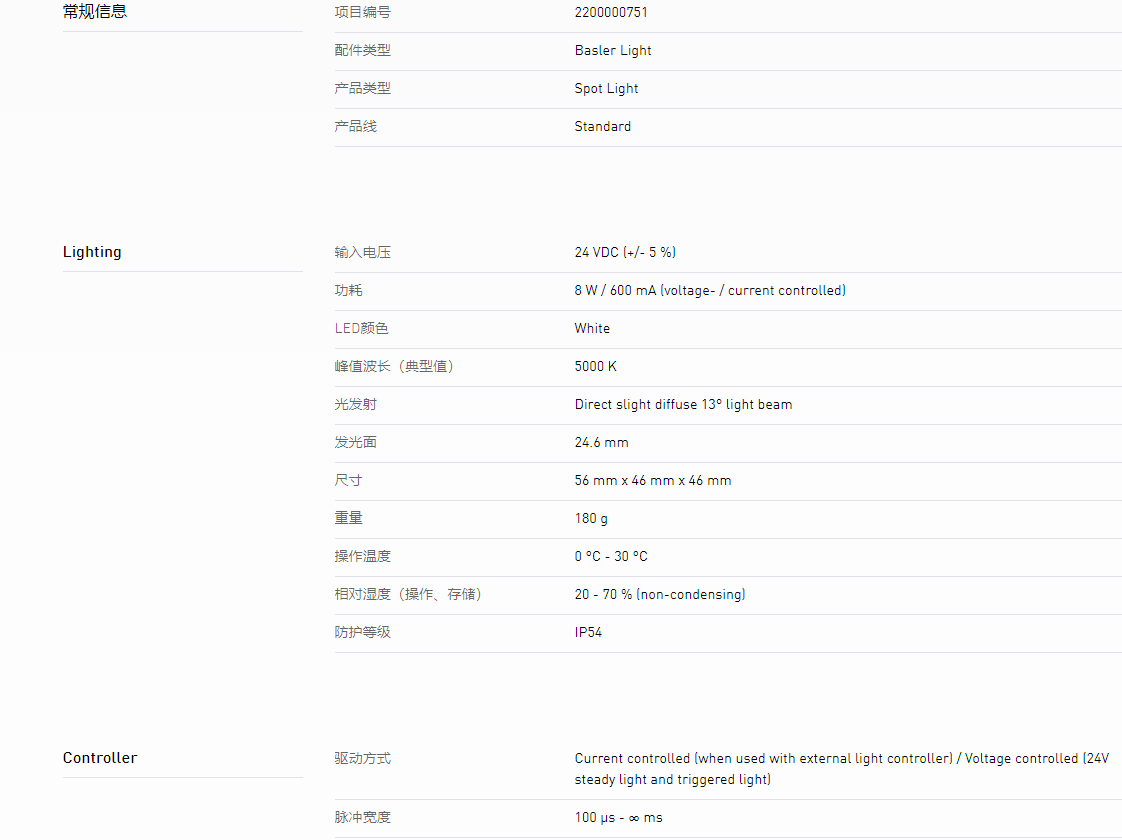 常规信息
项目编号 2200000751
配件类型 Basler Light
产品类型 Spot Light
产品线 Standard
Lighting
输入电压 24 VDC (+/- 5 %)
功耗 8 W / 600 mA (voltage- / current controlled)
LED颜色 White
峰值波长（典型值） 5000 K
光发射 Direct slight diffuse 13° light beam
发光面 24.6 mm
尺寸 56 mm x 46 mm x 46 mm
重量 180 g
操作温度 0 °C - 30 °C
相对湿度（操作、存储） 20 - 70 % (non-condensing)
防护等级 IP54
Controller
驱动方式 Current controlled (when used with external light controller) / Voltage controlled (24V
steady light and triggered light)
脉冲宽度 100 µs - ∞ ms